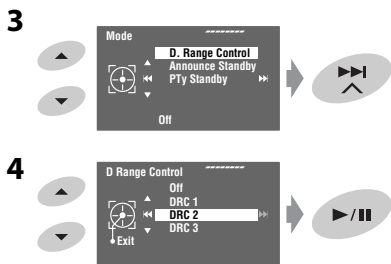 3
Mode
D. Range Control
Announce Standby
PTy Standby
Off
4
D Range Control
Off
DRC 1
DRC 2
DRC 3
Exit